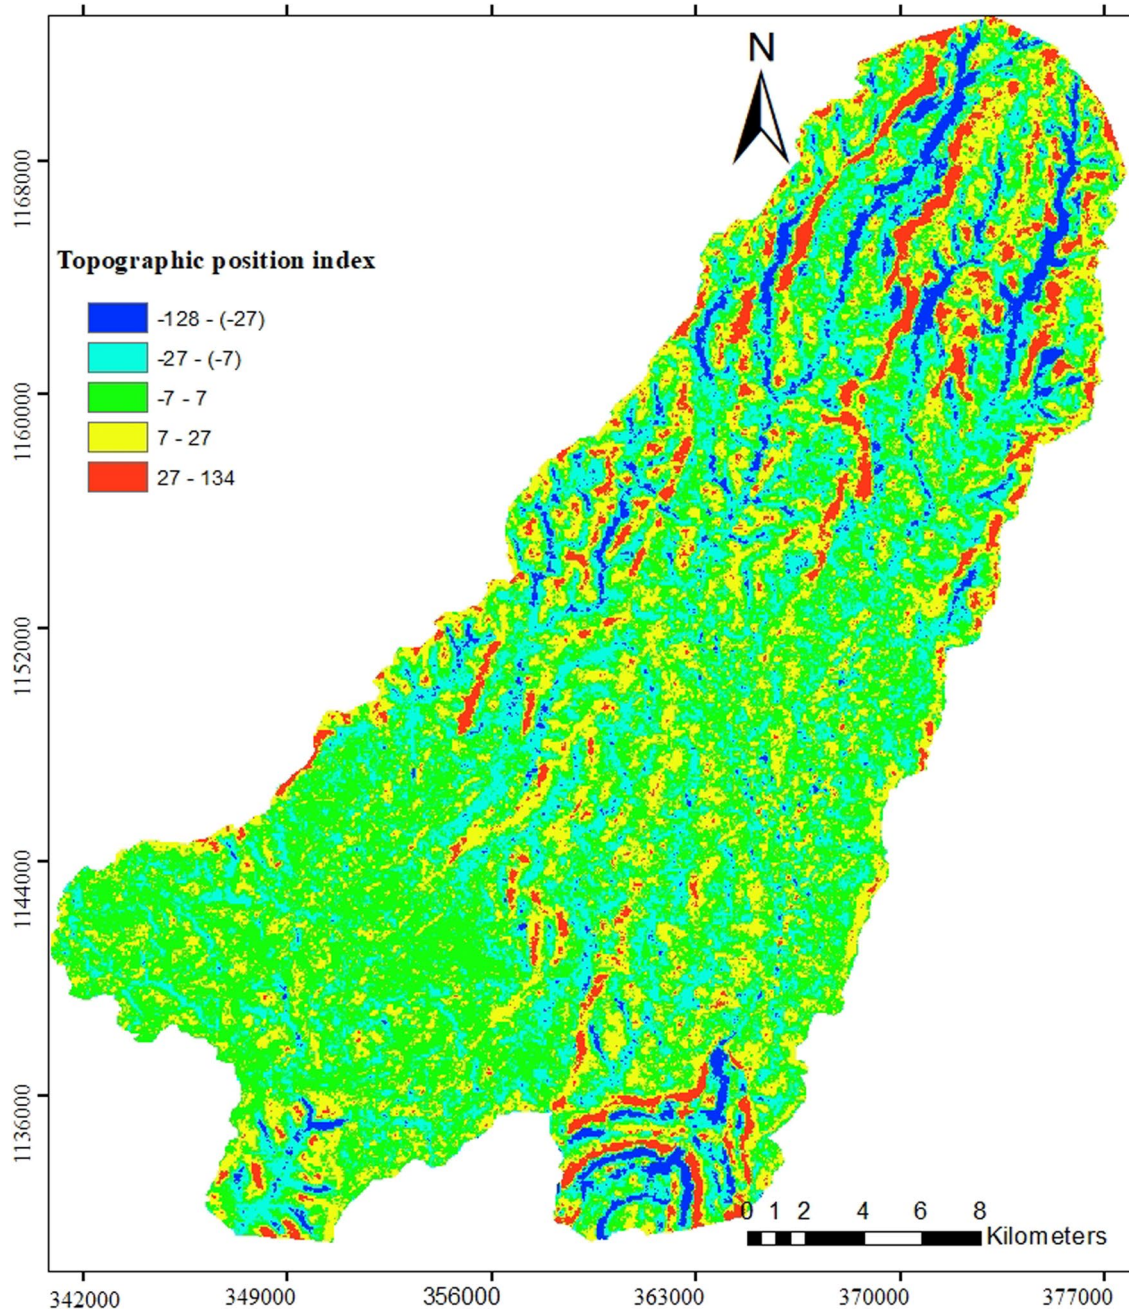 N
Topographic position index
-128 - (-27)
-27 - (-7)
-7 - 7
7 - 27
27 - 134
1168000
1160000
1152000
1144000
1136000
0 1 2 4 6 8
Kilometers
342000 349000 356000 363000 370000 377000